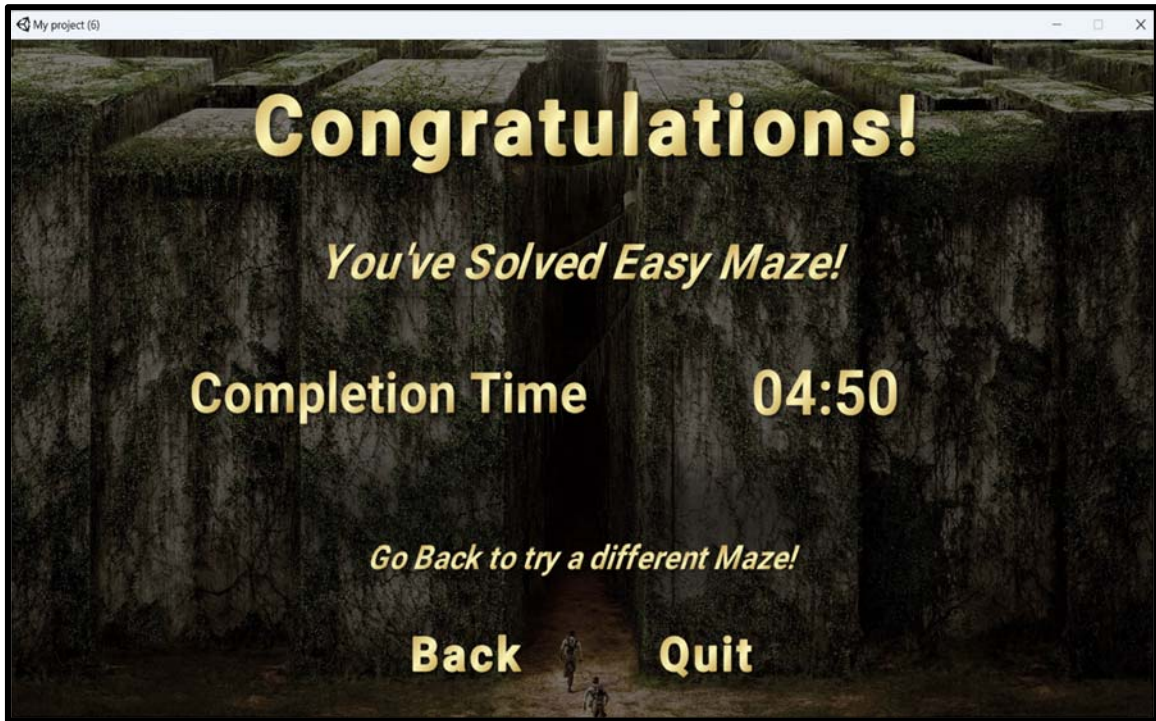 My project (6)
Congratulations!
You've Solved Easy Maze!
Completion Time 04:50
Go Back to try a different Maze!
Back Quit